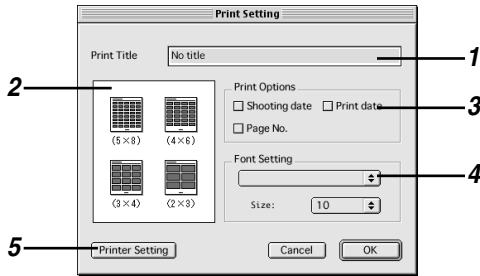 Print Setting
Print Title No title
1
2
Print Options
Shooting date Print date
3
Page No.
(5×8) (4×6)
Font Setting
4
Size: 10
(3×4) (2×3)
5
Printer Setting Cancel OK